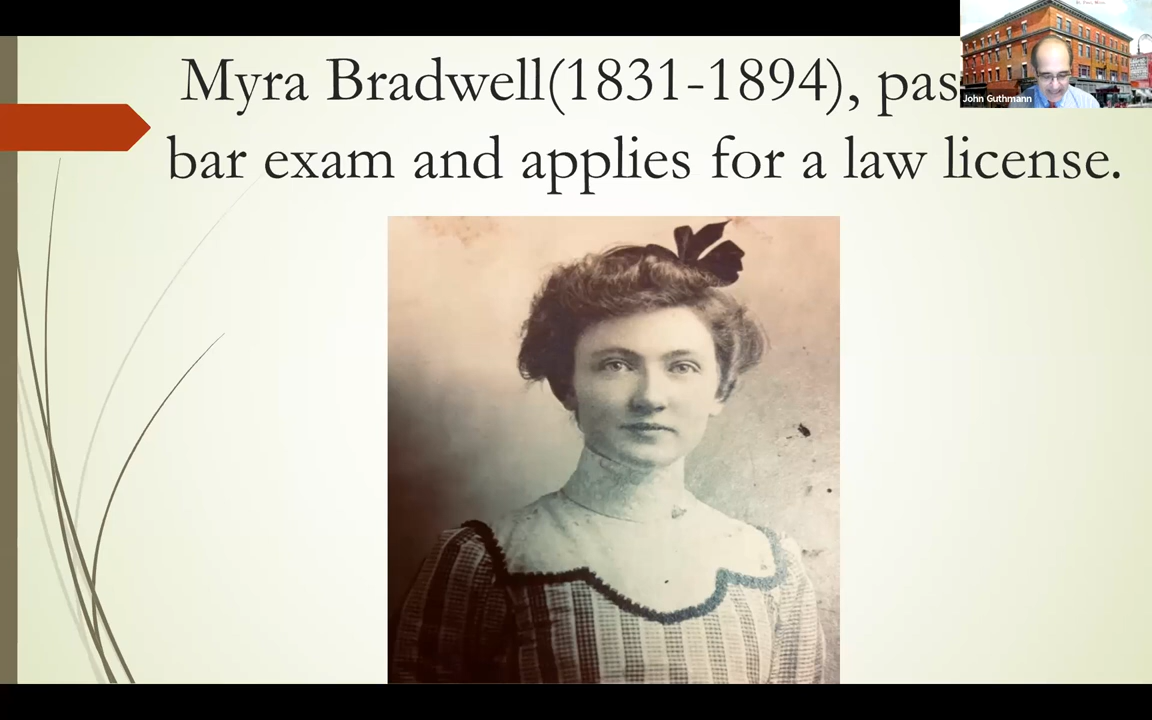 Myra Bradwell(1831-1894), pas
bar exam and applies for a law license.
John Guthmann